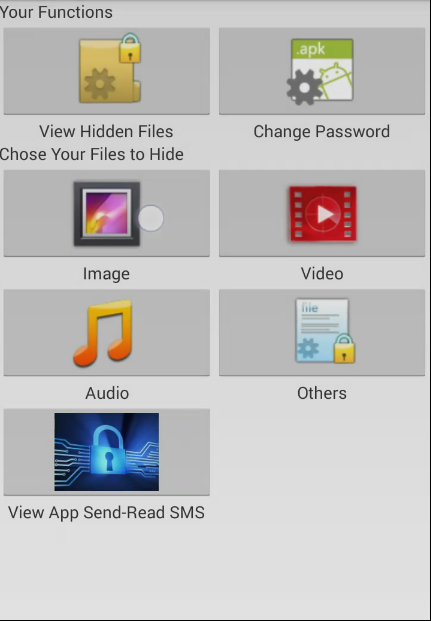 Your Functions
.apk
View Hidden Files
Change Password
Chose Your Files to Hide
Image
Video
file
Audio
Others
View App Send-Read SMS